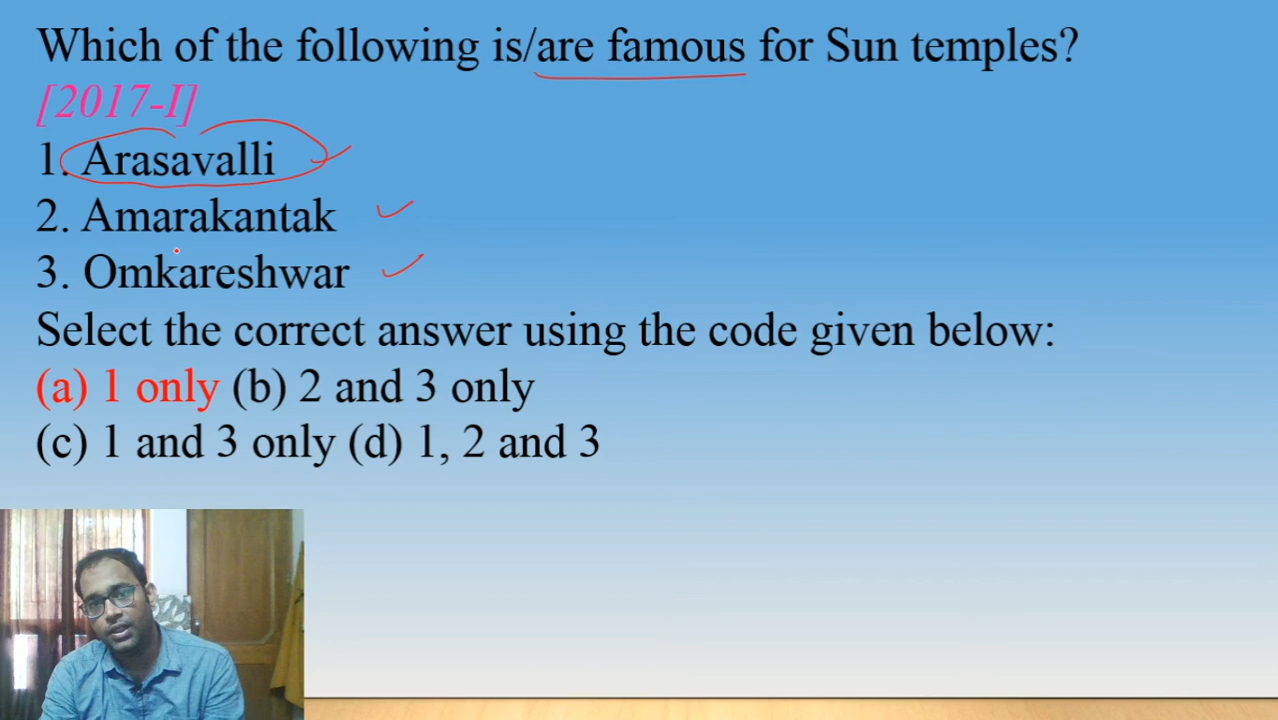 Which of the following is/are famous for Sun temples?
[2017-I]
1. Arasavalli
2. Amarakantak
3. Omkareshwar
Select the correct answer using the code given below:
(a) 1 only (b) 2 and 3 only
(c) 1 and 3 only (d) 1, 2 and 3